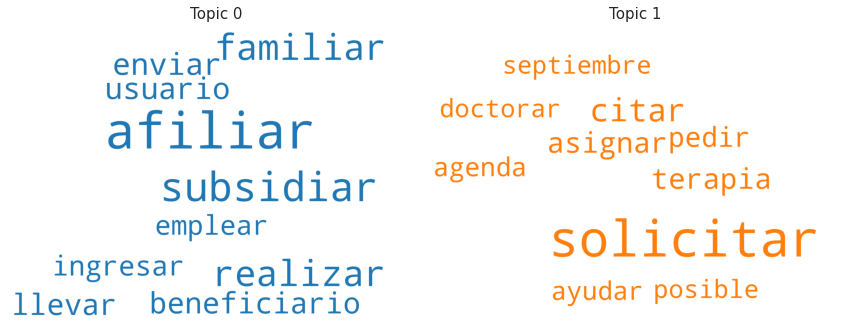 Topic 0
familiar
enviar
usuario
afiliar
subsidiar
emplear
ingresar
realizar
llevar
beneficiario
Topic 1
septiembre
doctorar
citar
asignar
pedir
agenda
terapia
solicitar
ayudar
posible